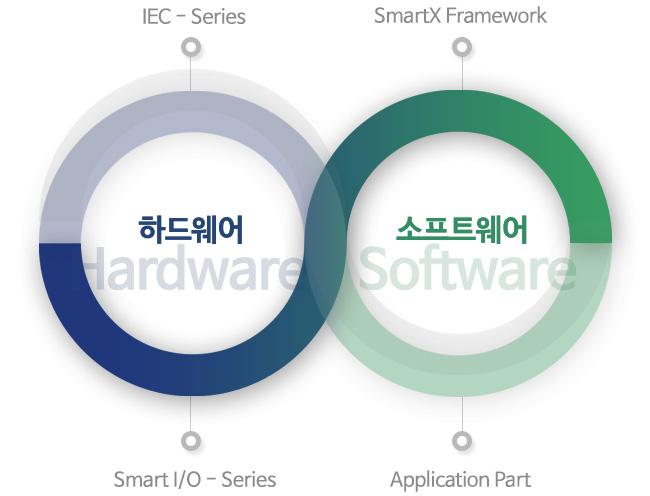 IEC - Series
SmartX Framework
하드웨어
소프트웨어
Hardware
Software
Smart I/O - Series
Application Part